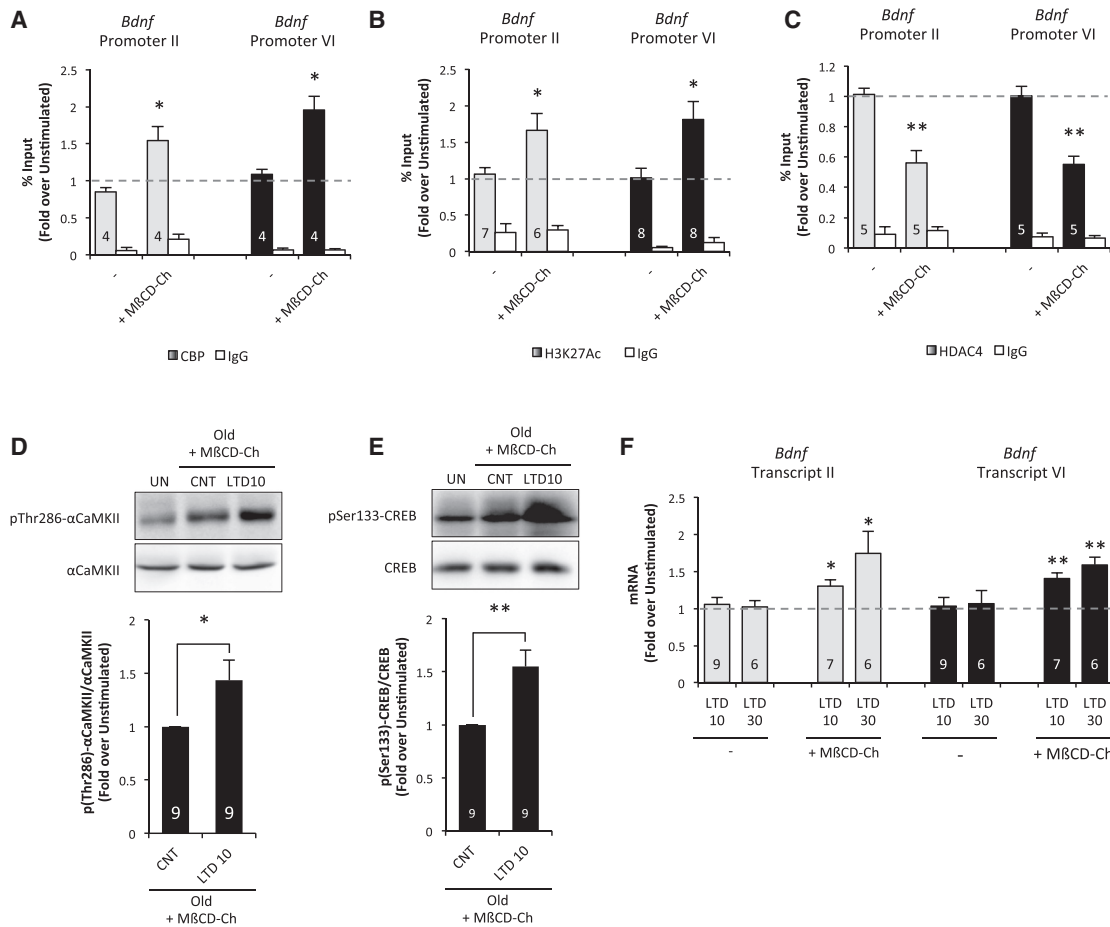 A
Bdnf
Promoter II
Bdnf
Promoter VI
% Input
(Fold over Unstimulated)
2.5
2
1.5
1
0.5
0
*
*
4
4
4
4
-
+ MßCD-Ch
-
+ MßCD-Ch
CBP
IgG
B
Bdnf
Promoter II
Bdnf
Promoter VI
% Input
(Fold over Unstimulated)
2.5
2
1.5
1
0.5
0
*
*
7
6
8
8
-
+ MßCD-Ch
-
+ MßCD-Ch
H3K27Ac
IgG
C
Bdnf
Promoter II
Bdnf
Promoter VI
% Input
(Fold over Unstimulated)
1.2
1
0.8
0.6
0.4
0.2
0
**
**
5
5
5
5
-
+ MßCD-Ch
-
+ MßCD-Ch
HDAC4
IgG
D
Old
+ MßCD-Ch
UN CNT LTD10
pThr286-αCaMKII
αCaMKII
p(Thr286)-αCaMKII/αCaMKII
(Fold over Unstimulated)
2
1.5
1
0.5
0
*
9
9
CNT
LTD 10
Old
+ MßCD-Ch
E
Old
+ MßCD-Ch
UN CNT LTD10
pSer133-CREB
CREB
p(Ser133)-CREB/CREB
(Fold over Unstimulated)
2
1.5
1
0.5
0
**
9
9
CNT
LTD 10
Old
+ MßCD-Ch
F
Bdnf
Transcript II
Bdnf
Transcript VI
mRNA
(Fold over Unstimulated)
2.5
2
1.5
1
0.5
0
*
*
**
**
9
6
7
6
9
6
7
6
LTD LTD LTD LTD LTD LTD LTD LTD
10 30 10 30 10 30 10 30
- + MßCD-Ch - + MßCD-Ch